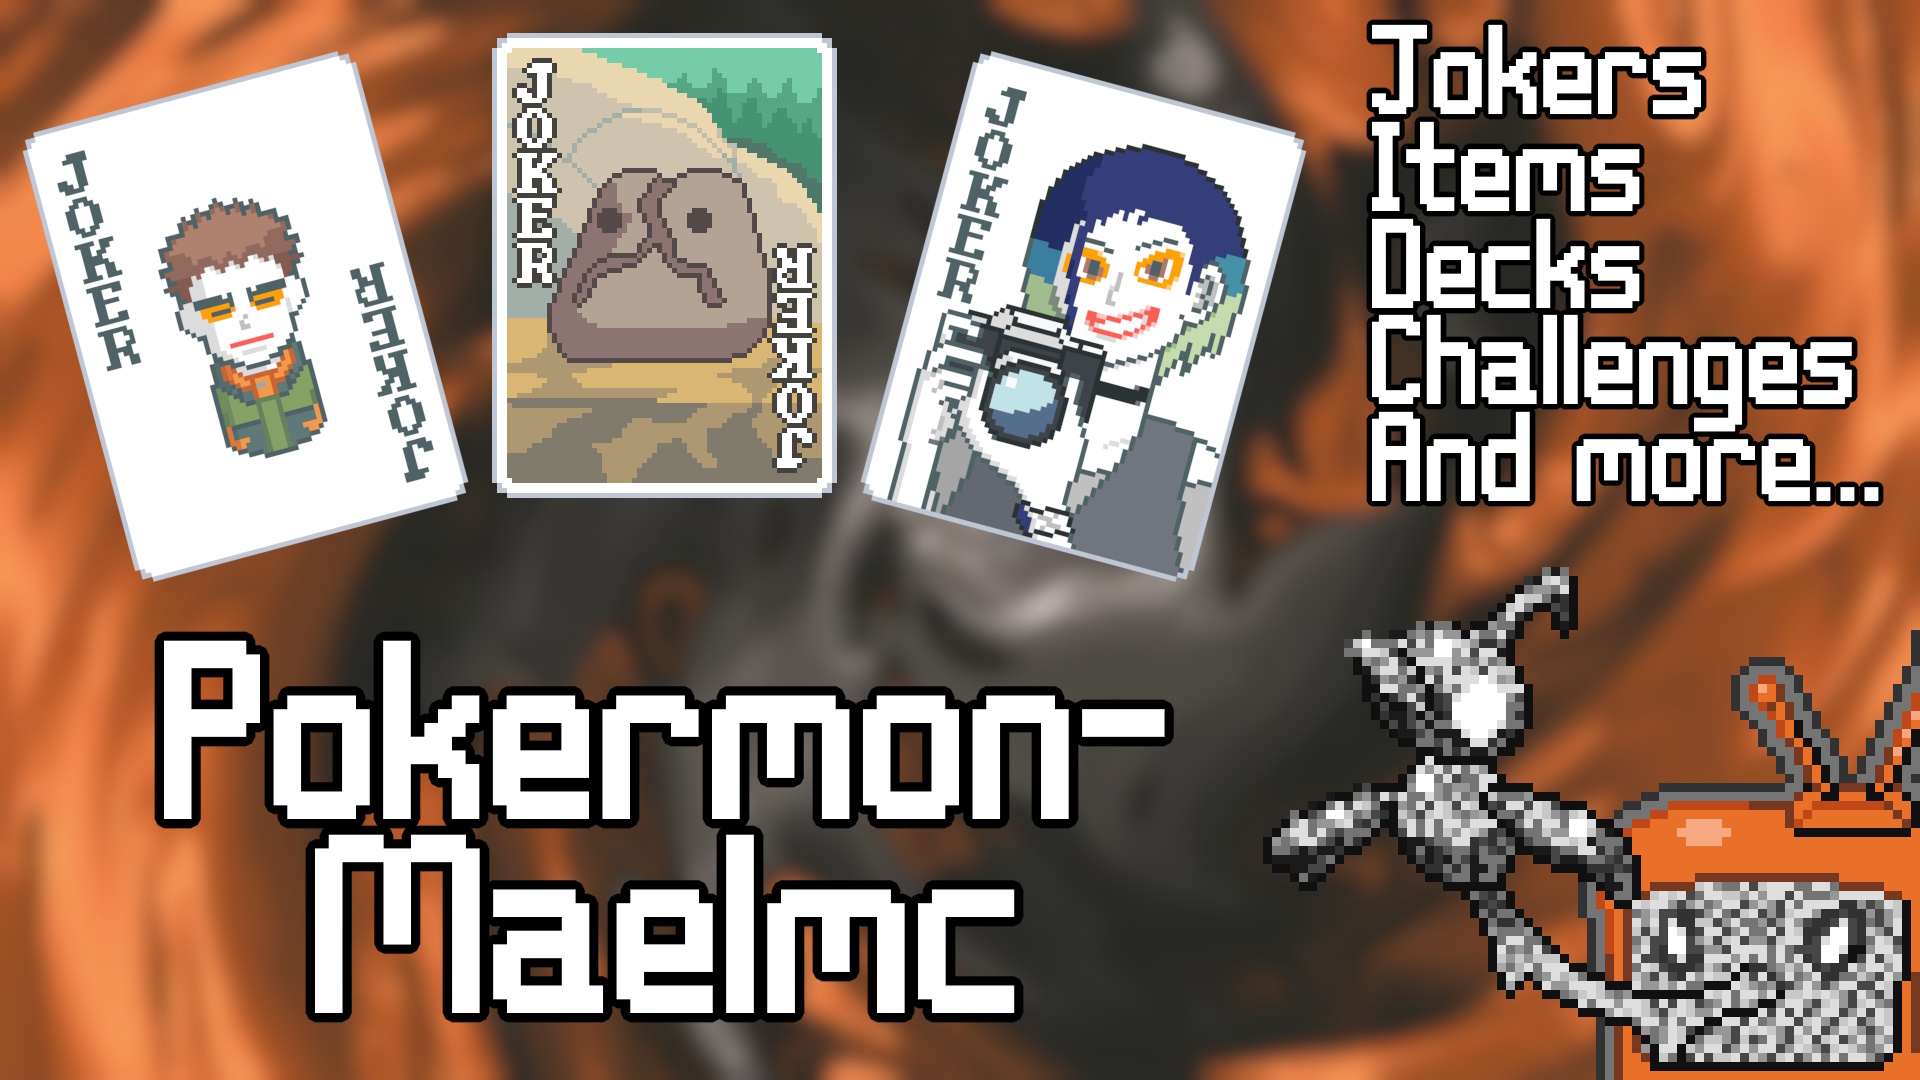 JOKER
JOKER
JOKER
JOKER
JOKER
Jokers
Items
Decks
Challenges
And more...
Pokermon-
Maelmc